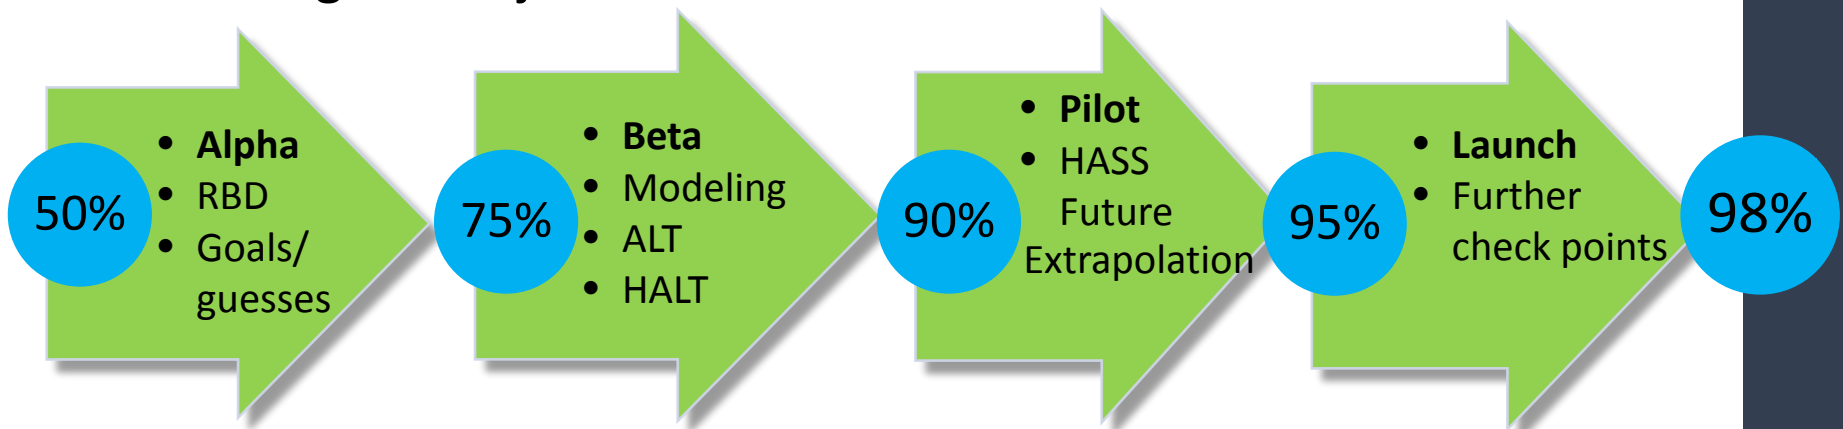 50%
• Alpha
• RBD
• Goals/
guesses
75%
• Beta
• Modeling
• ALT
• HALT
90%
• Pilot
• HASS
Future
Extrapolation
95%
• Launch
• Further
check points
98%